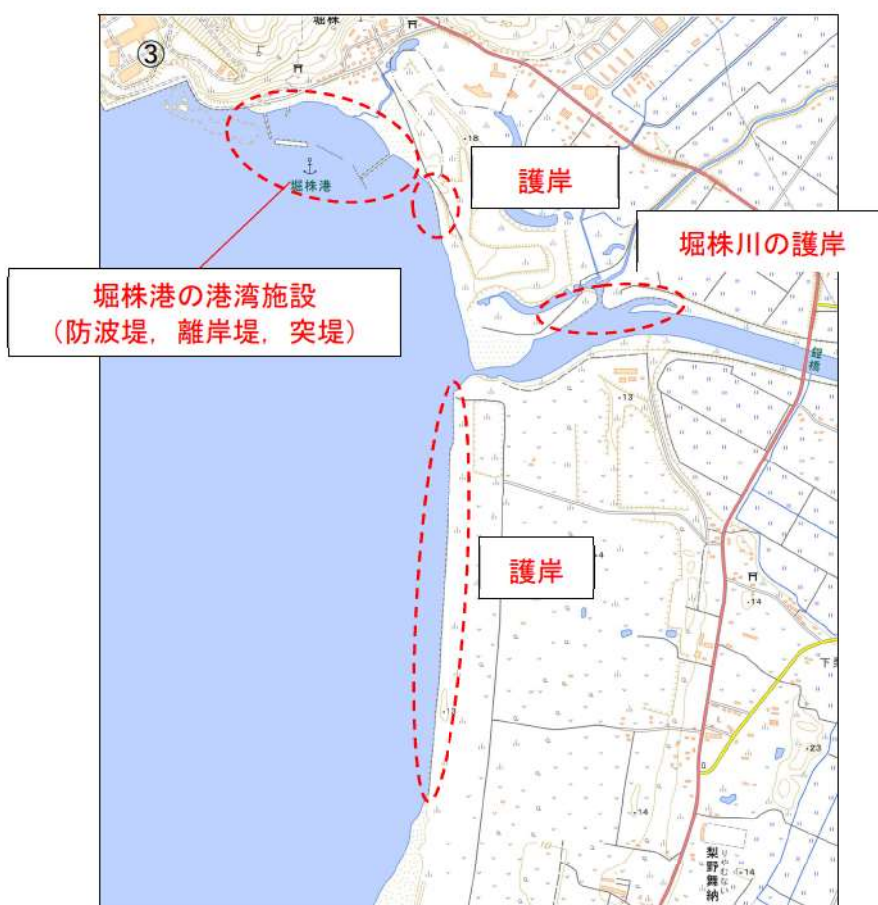 堀株
③
・18
護岸
堀株港
堀株川の護岸
堀株港の港湾施設
（防波堤，離岸堤，突堤）
・13
護岸
・14
・13
・23
・14
梨野舞納
りやむない
・14